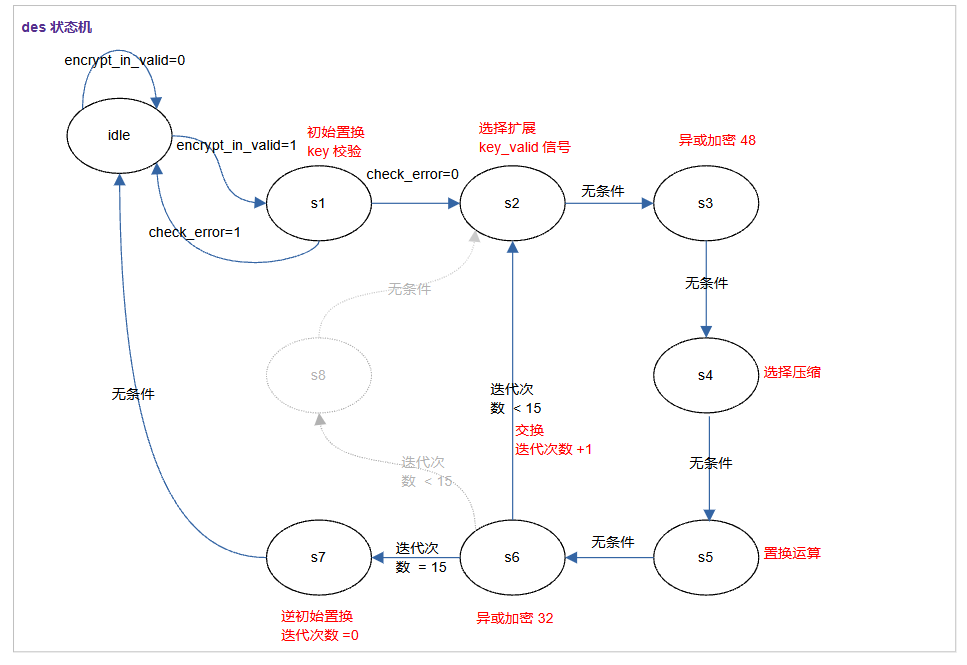 des 状态机
encrypt_in_valid=0
idle
encrypt_in_valid=1
初始置换
key 校验
s1
check_error=0
check_error=1
选择扩展
key_valid 信号
s2
无条件
异或加密 48
s3
无条件
无条件
s8
s4
选择压缩
无条件
迭代次
数 < 15
交换
迭代次数 +1
迭代次
数 < 15
无条件
s7
迭代次
数 = 15
s6
无条件
s5
置换运算
逆初始置换
迭代次数 =0
异或加密 32